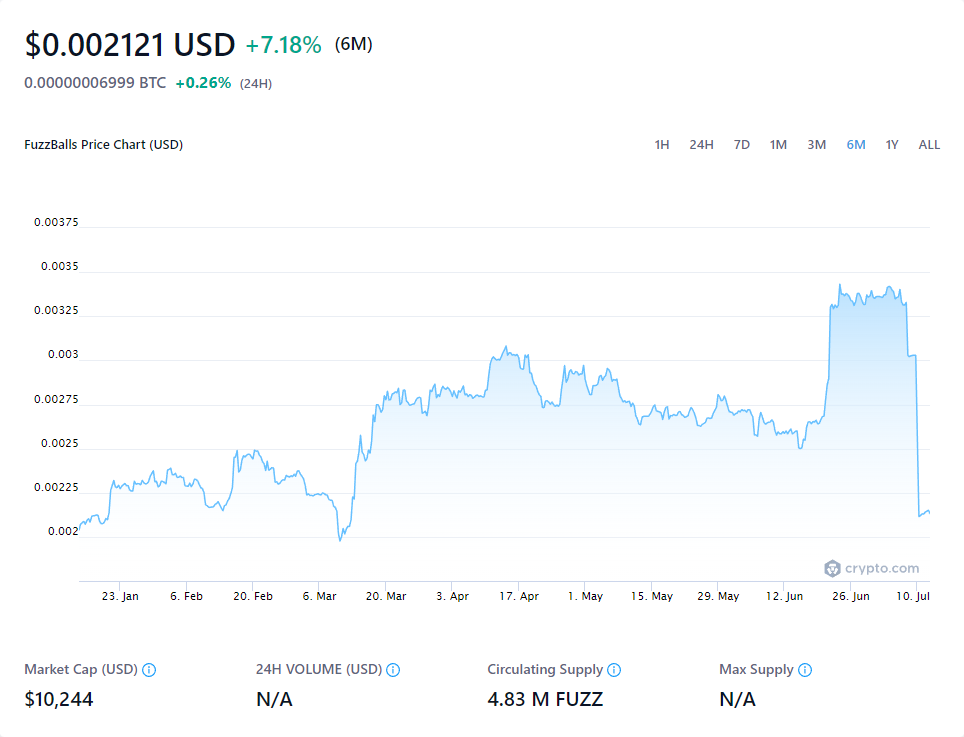 $0.002121 USD +7.18% (6M)
0.00000006999 BTC +0.26% (24H)
FuzzBalls Price Chart (USD) 1H 24H 7D 1M 3M 6M 1Y ALL
0.00375
0.0035
0.00325
0.003
0.00275
0.0025
0.00225
0.002
crypto.com
23. Jan 6. Feb 20. Feb 6. Mar 20. Mar 3. Apr 17. Apr 1. May 15. May 29. May 12. Jun 26. Jun 10. Jul
Market Cap (USD) 24H VOLUME (USD) Circulating Supply Max Supply
$10,244 N/A 4.83 M FUZZ N/A